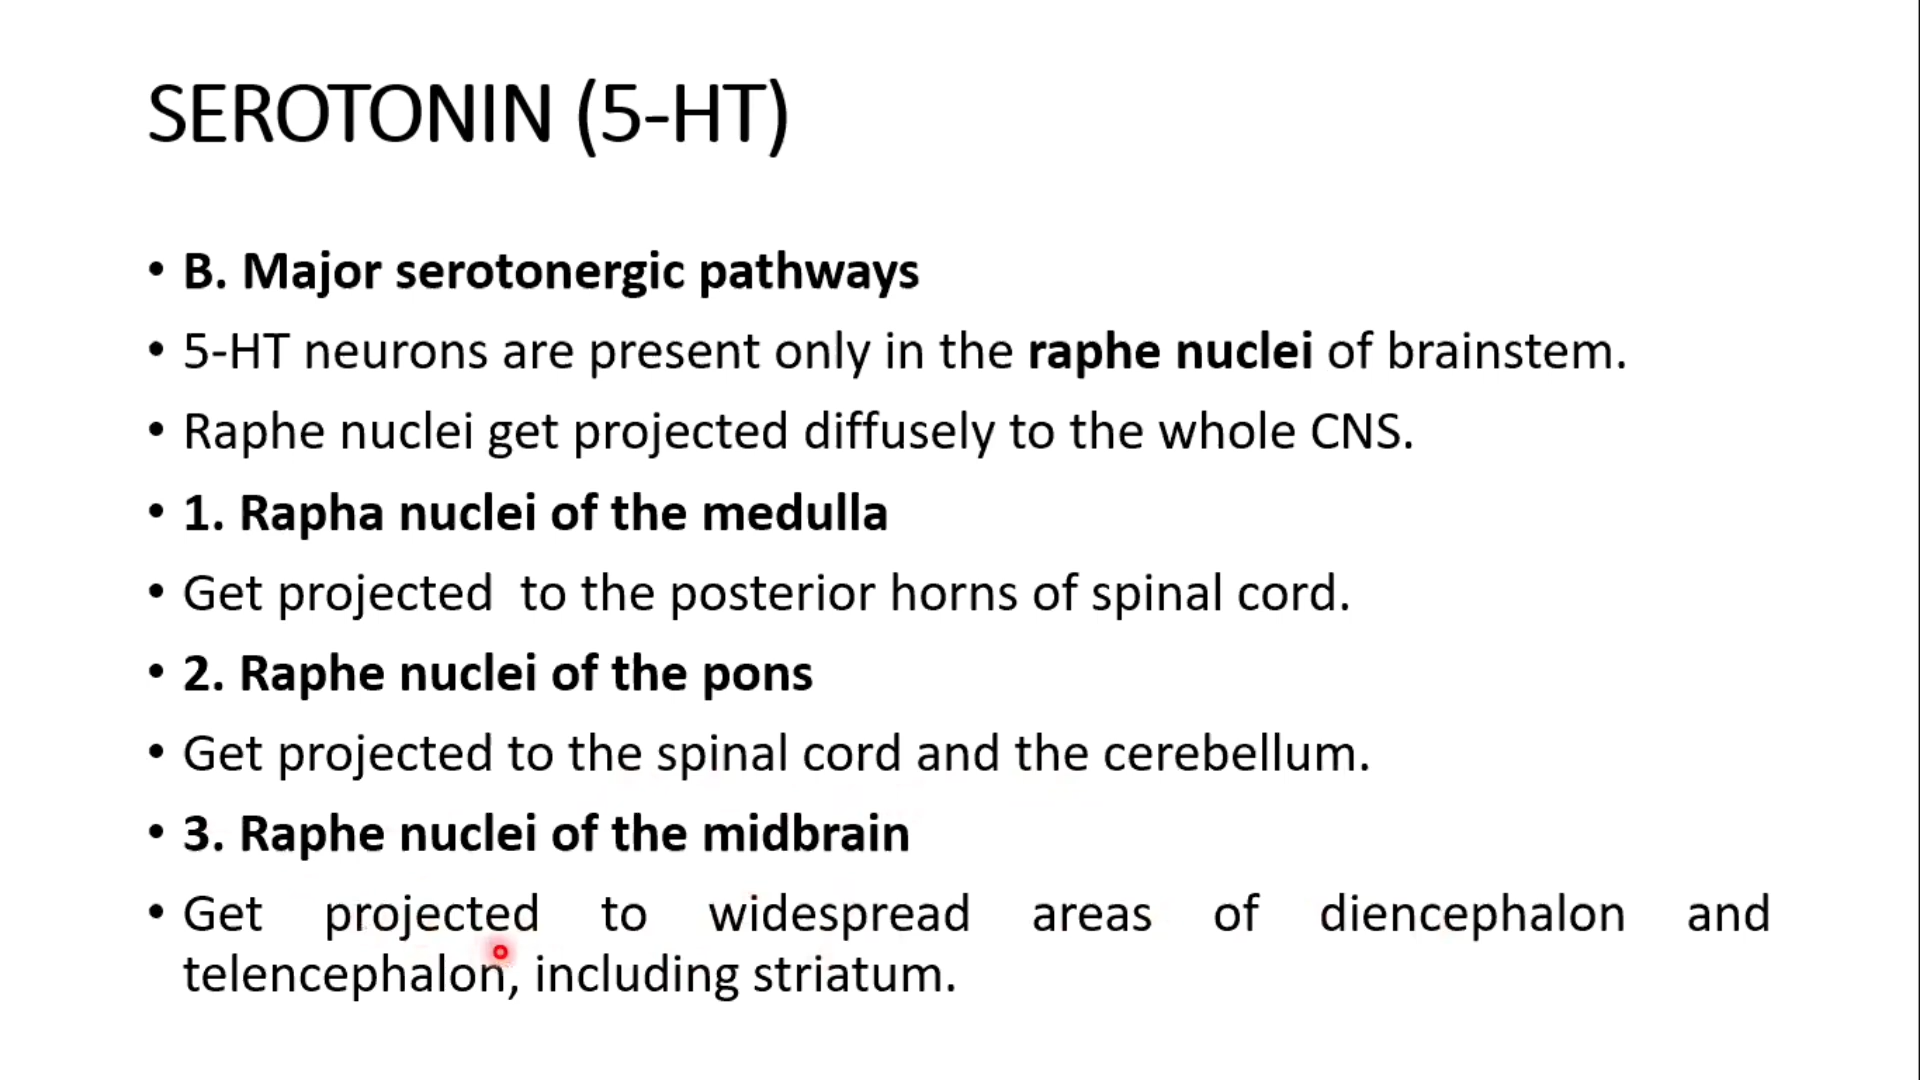 SEROTONIN (5-HT)
• B. Major serotonergic pathways
• 5-HT neurons are present only in the raphe nuclei of brainstem.
• Raphe nuclei get projected diffusely to the whole CNS.
• 1. Rapha nuclei of the medulla
• Get projected  to the posterior horns of spinal cord.
• 2. Raphe nuclei of the pons
• Get projected to the spinal cord and the cerebellum.
• 3. Raphe nuclei of the midbrain
• Get projected to widespread areas of diencephalon and
telencephalon, including striatum.